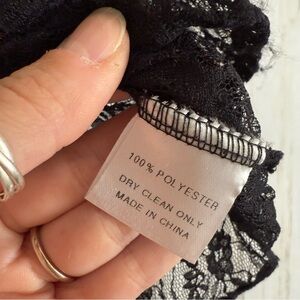 100% POLYESTER
DRY CLEAN ONLY
MADE IN CHINA